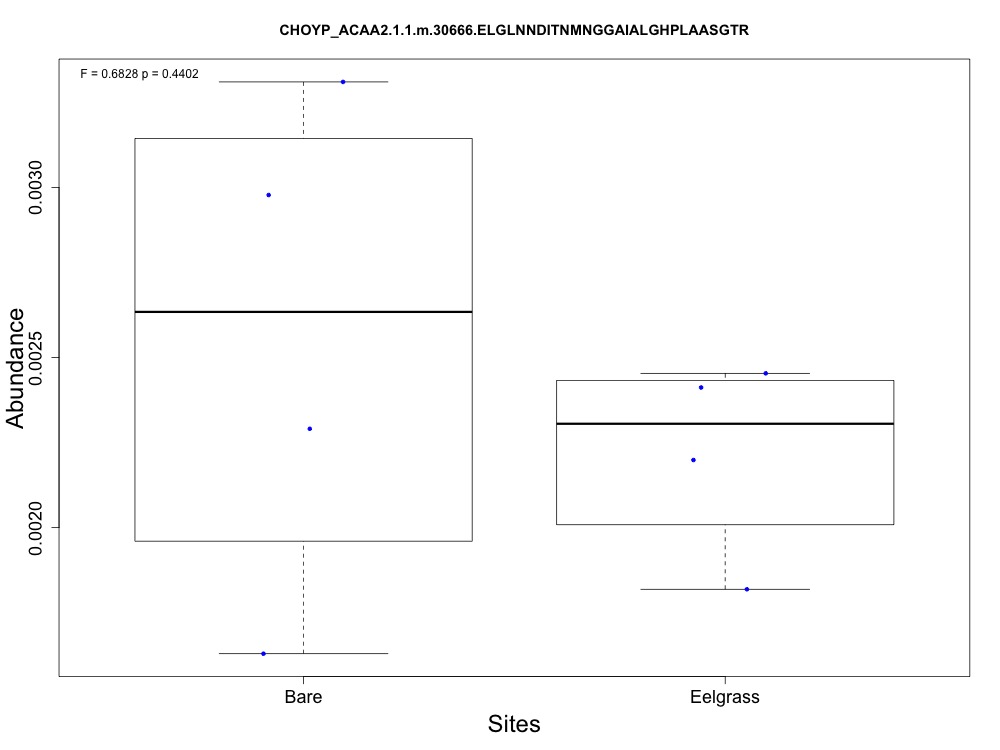 CHOYP_ACAA2.1.1.m.30666.ELGLNNDITNMNGGAIALGHPLAASGTR
F = 0.6828 p = 0.4402
0.0030
0.0025
0.0020
Abundance
Bare
Eelgrass
Sites